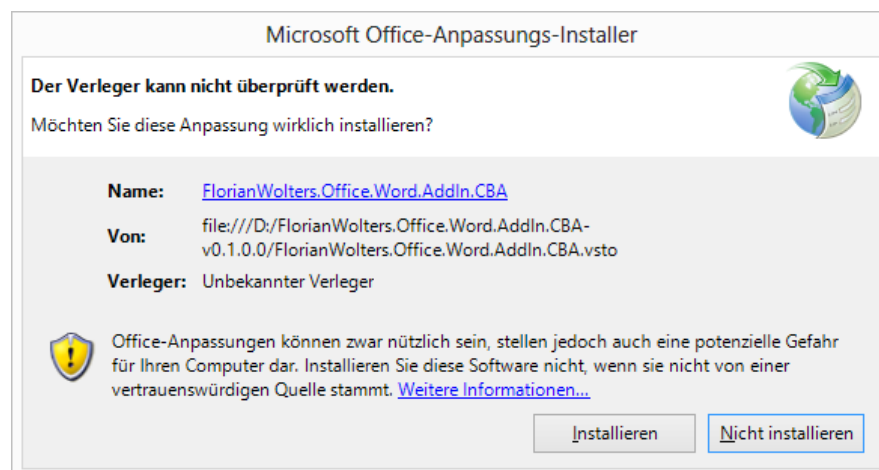 Microsoft Office-Anpassungs-Installer
Der Verleger kann nicht überprüft werden.
Möchten Sie diese Anpassung wirklich installieren?
Name: FlorianWolters.Office.Word.AddIn.CBA
Von: file:///D:/FlorianWolters.Office.Word.AddIn.CBA-
v0.1.0.0/FlorianWolters.Office.Word.AddIn.CBA.vsto
Verleger: Unbekannter Verleger
Office-Anpassungen können zwar nützlich sein, stellen jedoch auch eine potenzielle Gefahr
für Ihren Computer dar. Installieren Sie diese Software nicht, wenn sie nicht von einer
vertrauenswürdigen Quelle stammt. Weitere Informationen...
Installieren Nicht installieren